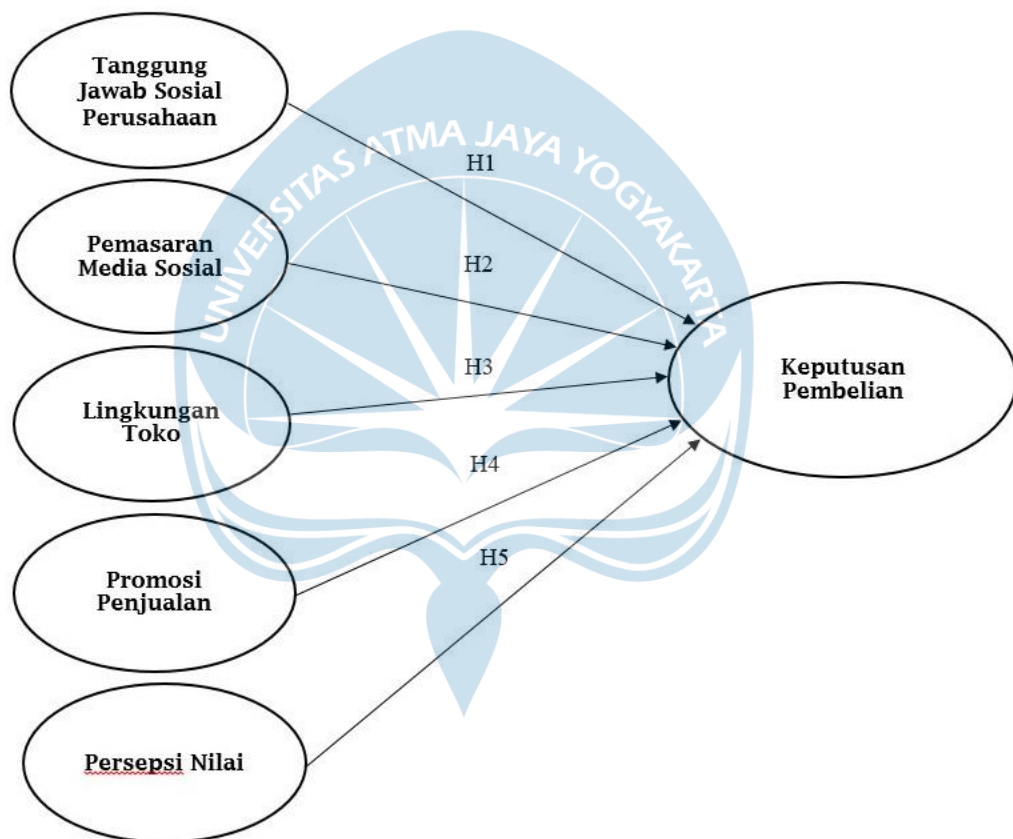 Tanggung
Jawab Sosial
Perusahaan
UNIVERSITAS ATMA JAYA YOGYAKARTA
H1
Pemasaran
Media Sosial
H2
Lingkungan
Toko
H3
Keputusan
Pembelian
H4
Promosi
Penjualan
H5
Persepsi Nilai